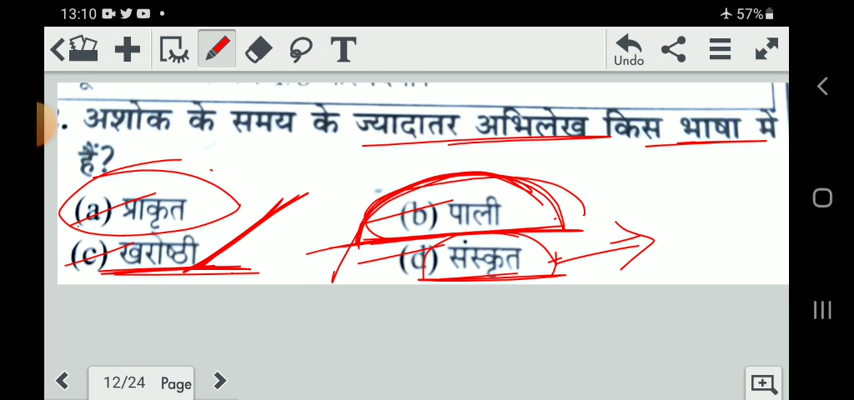 13:10 57%
T Undo
. अशोक के समय के ज्यादातर अभिलेख किस भाषा में
हैं?
(a) प्राकृत (b) पाली
(c) खरोष्ठी (d) संस्कृत
12/24 Page